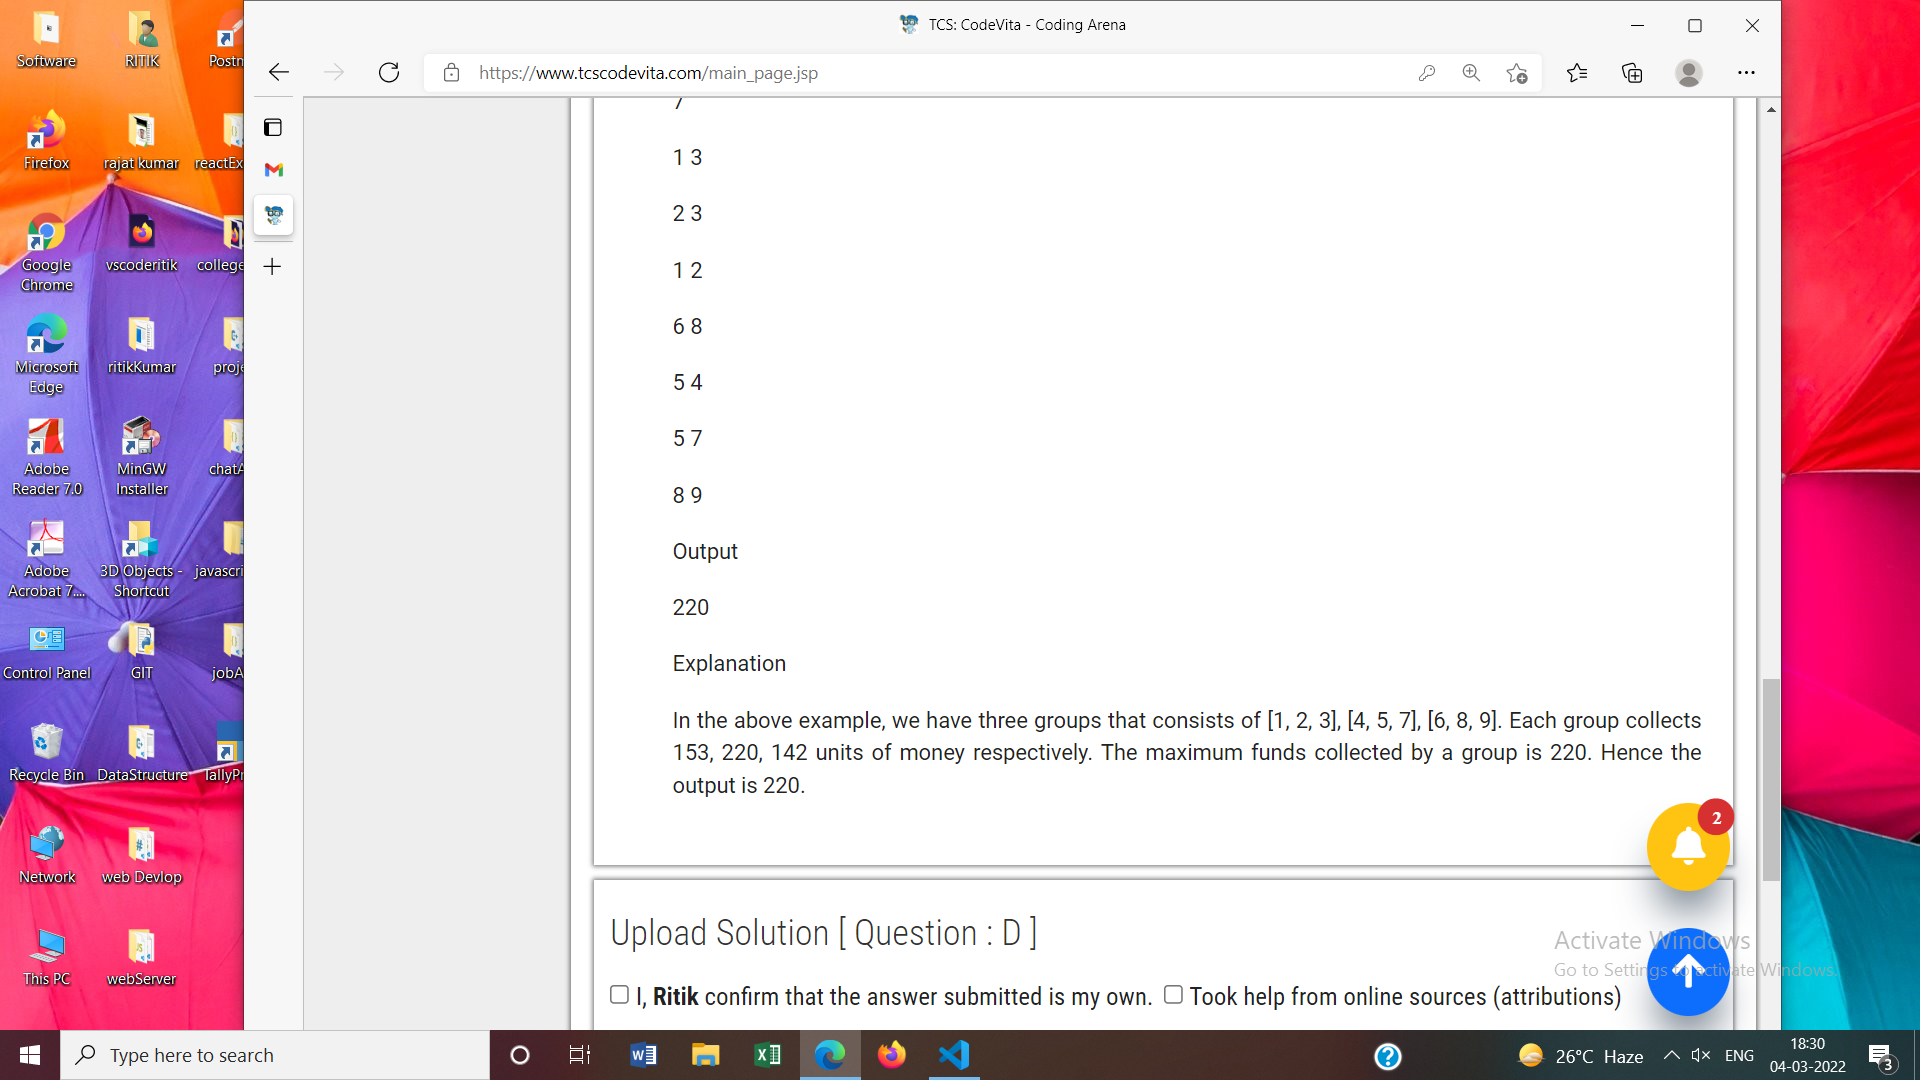 TCS: CodeVita - Coding Arena
https://www.tcscodevita.com/main_page.jsp
Software
RITIK
Postn
Firefox
rajat kumar
reactEx
Google Chrome
vscoderitik
college
Microsoft Edge
ritikKumar
proje
Adobe Reader 7.0
MinGW Installer
chatA
Adobe Acrobat 7....
3D Objects - Shortcut
javascri
Control Panel
GIT
jobA
Recycle Bin
DataStructure
TallyPr
Network
web Devlop
This PC
webServer
7
1 3
2 3
1 2
6 8
5 4
5 7
8 9
Output
220
Explanation
In the above example, we have three groups that consists of [1, 2, 3], [4, 5, 7], [6, 8, 9]. Each group collects
153, 220, 142 units of money respectively. The maximum funds collected by a group is 220. Hence the
output is 220.
2
Upload Solution [ Question : D ]
I, Ritik confirm that the answer submitted is my own. Took help from online sources (attributions)
Activate Windows
Go to Settings to activate Windows.
Type here to search
26°C Haze
ENG
18:30
04-03-2022
3